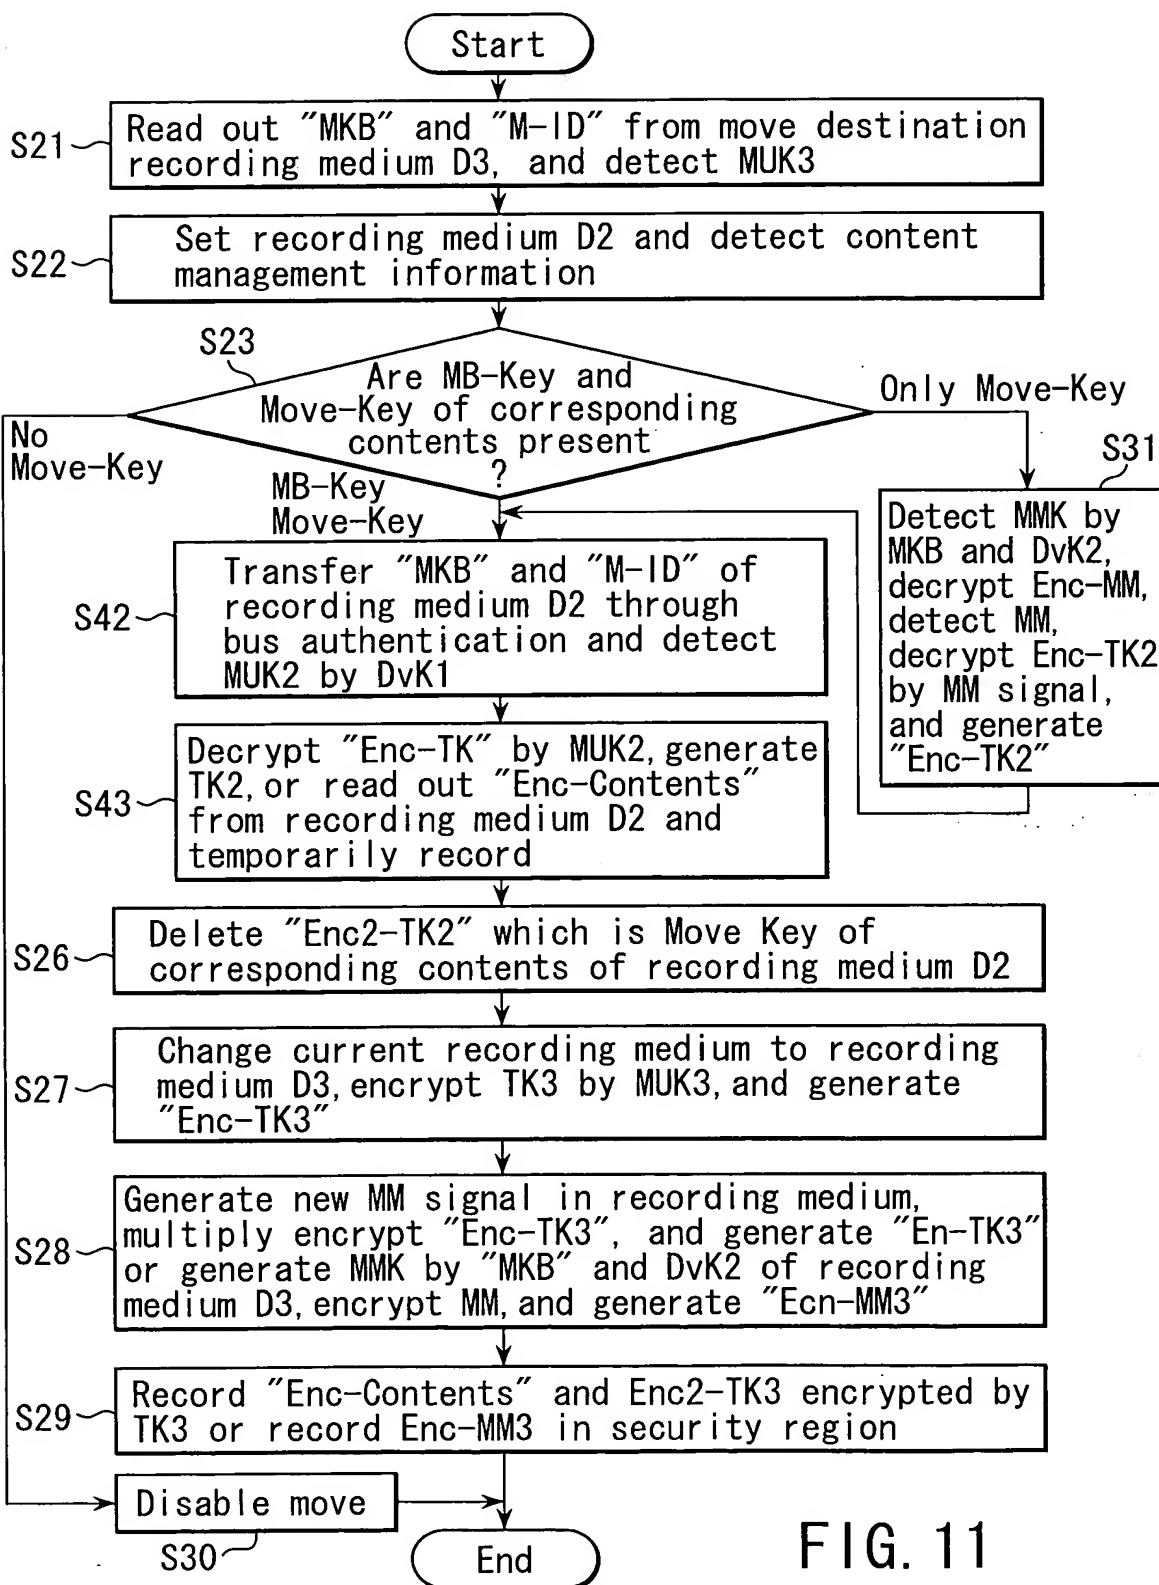 Start
S21
Read out "MKB" and "M-ID" from move destination
recording medium D3, and detect MUK3
S22
Set recording medium D2 and detect content
management information
S23
Are MB-Key and
Move-Key of corresponding
contents present
?
No
Move-Key
Only Move-Key
MB-Key
Move-Key
S31
Detect MMK by
MKB and DvK2,
decrypt Enc-MM,
detect MM,
decrypt Enc-TK2
by MM signal,
and generate
"Enc-TK2"
S42
Transfer "MKB" and "M-ID" of
recording medium D2 through
bus authentication and detect
MUK2 by DvK1
S43
Decrypt "Enc-TK" by MUK2, generate
TK2, or read out "Enc-Contents"
from recording medium D2 and
temporarily record
S26
Delete "Enc2-TK2" which is Move Key of
corresponding contents of recording medium D2
S27
Change current recording medium to recording
medium D3, encrypt TK3 by MUK3, and generate
"Enc-TK3"
S28
Generate new MM signal in recording medium,
multiply encrypt "Enc-TK3", and generate "En-TK3"
or generate MMK by "MKB" and DvK2 of recording
medium D3, encrypt MM, and generate "Ecn-MM3"
S29
Record "Enc-Contents" and Enc2-TK3 encrypted by
TK3 or record Enc-MM3 in security region
Disable move
S30
End
FIG. 11